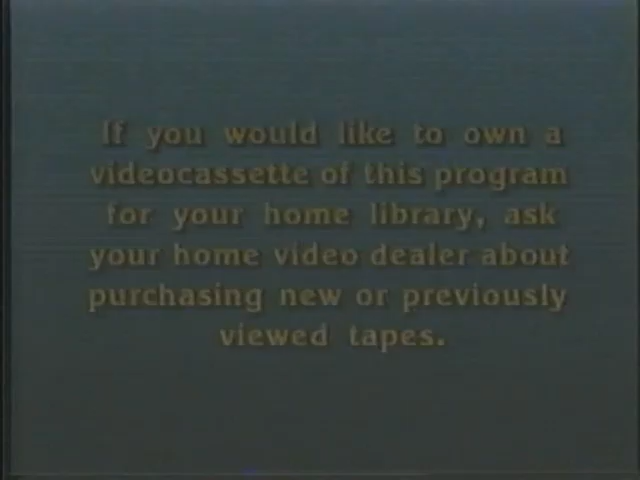 If you would like to own a
videocassette of this program
for your home library, ask
your home video dealer about
purchasing new or previously
viewed tapes.